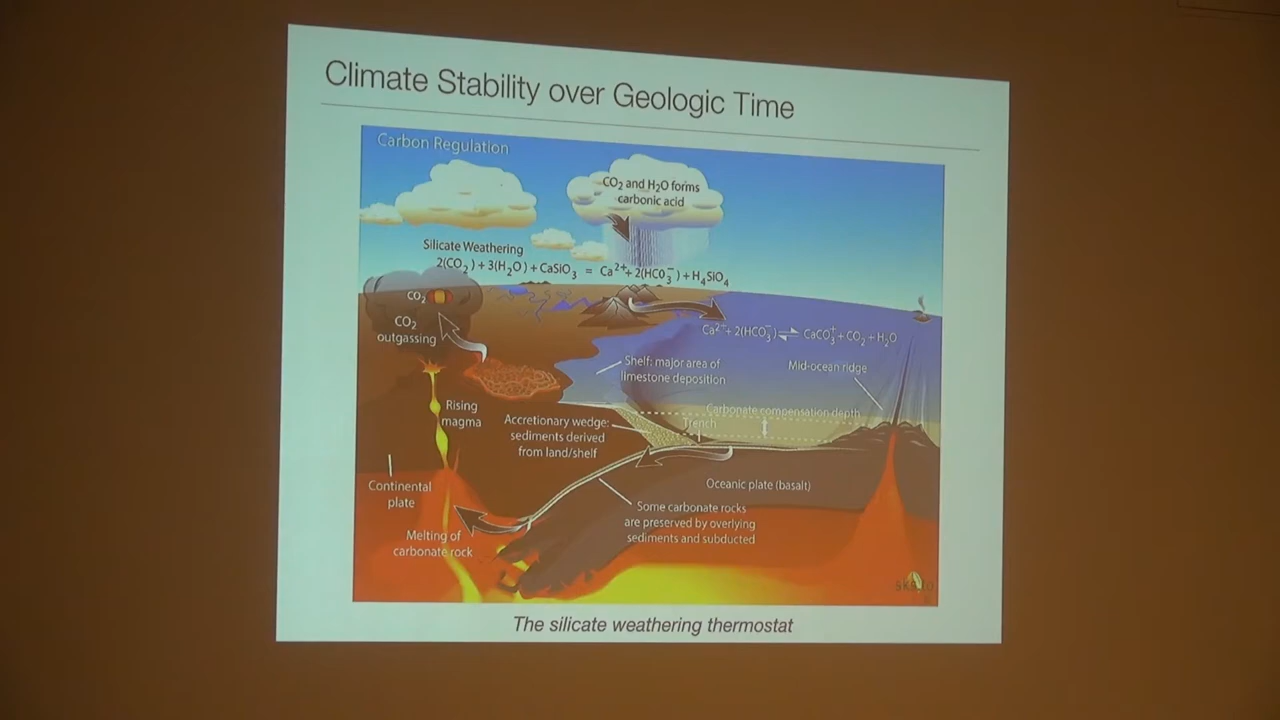 Climate Stability over Geologic Time
Carbon Regulation
CO2 and H2O forms
carbonic acid
Silicate Weathering
2(CO2) + 3(H2O) + CaSiO3 = Ca2+ + 2(HCO3-) + H4SiO4
CO2
CO2
outgassing
Ca2+ + 2(HCO3-) ⇌ CaCO3+ + CO2 + H2O
Shelf: major area of
limestone deposition
Mid-ocean ridge
Rising
magma
Accretionary wedge:
sediments derived
from land/shelf
Carbonate compensation depth
Trench
Continental
plate
Oceanic plate (basalt)
Some carbonate rocks
are preserved by overlying
sediments and subducted
Melting of
carbonate rock
The silicate weathering thermostat